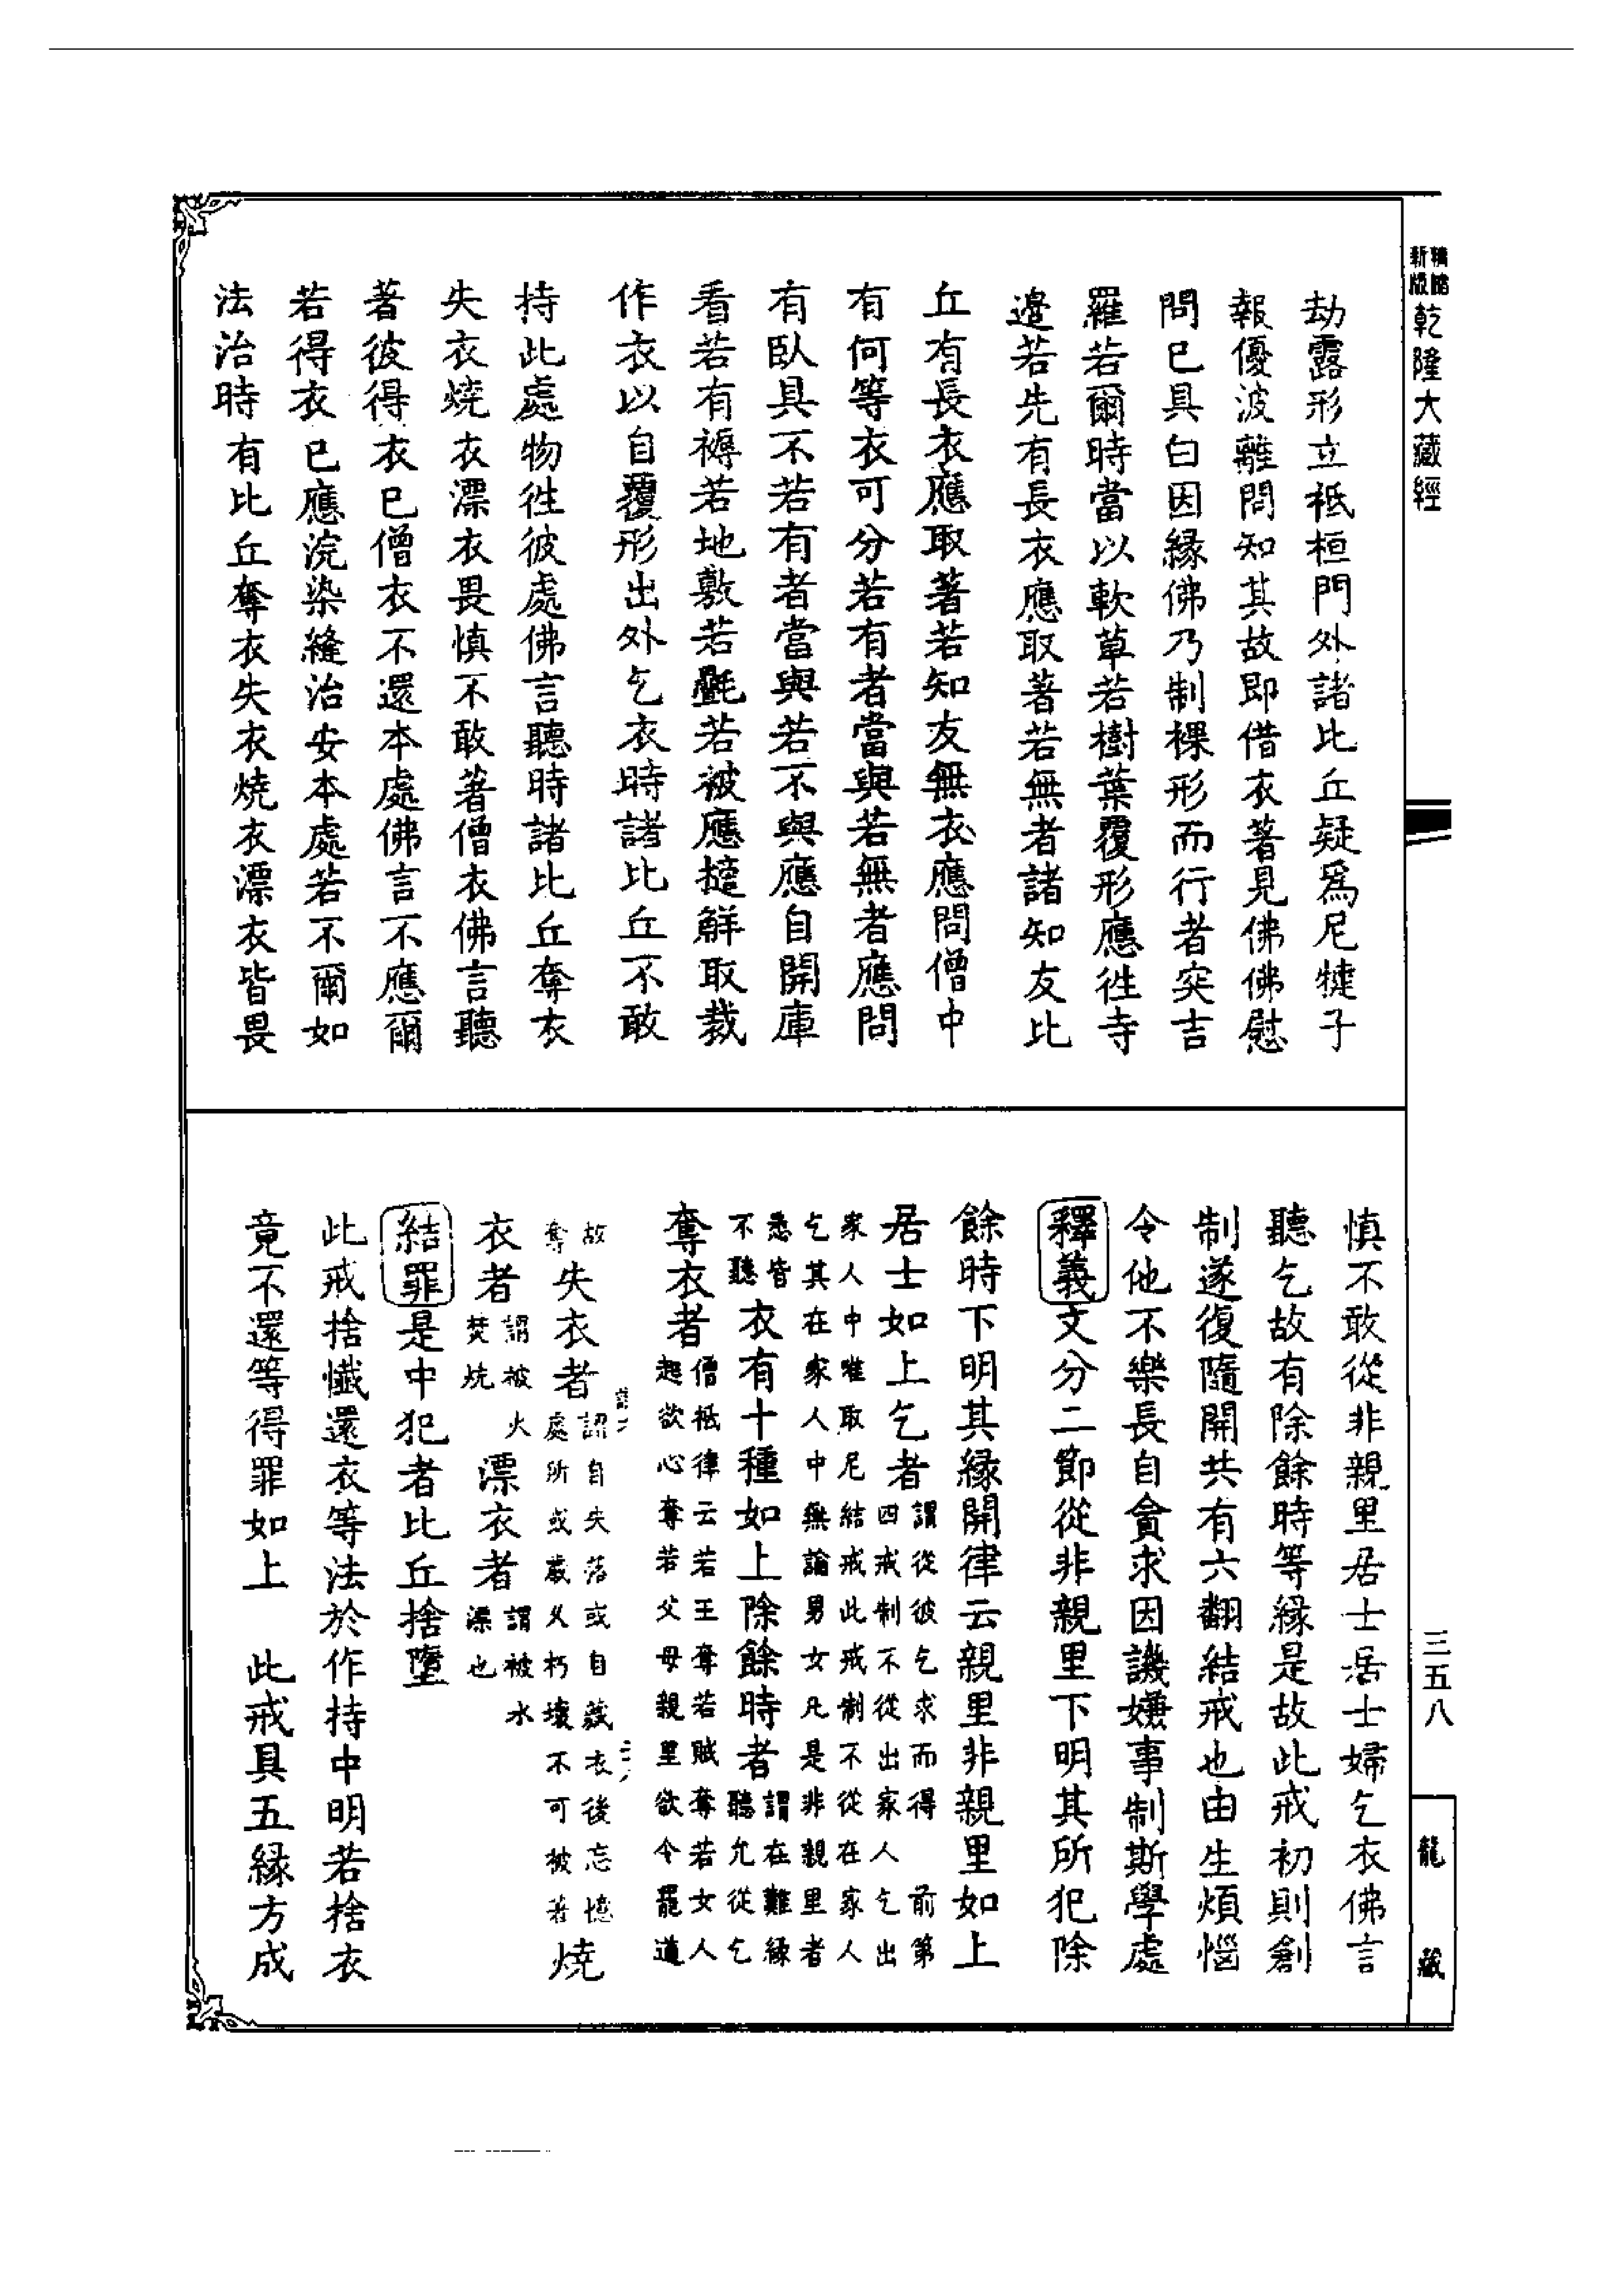 新版 精縮 乾隆大藏經
劫露形立祇桓門外諸比丘疑爲尼犍子
報優波離問知其故即借衣著見佛佛慰
問已具白因緣佛乃制裸形而行者突吉
羅若爾時當以軟草若樹葉覆形應往寺
邊若先有長衣應取著若無者諸知友比
丘有長衣應取著若知友無衣應問僧中
有何等衣可分若有者當與若無者應問
有臥具不若有者當與若不與應自開庫
看若有褥若地敷若氎若被應擿解取裁
作衣以自覆形出外乞衣時諸比丘不敢
持此處物往彼處佛言聽時諸比丘奪衣
失衣燒衣漂衣畏慎不敢著僧衣佛言聽
著彼得衣已僧衣不還本處佛言不應爾
若得衣已應浣染縫治安本處若不爾如
法治時有比丘奪衣失衣燒衣漂衣皆畏
慎不敢從非親里居士居士婦乞衣佛言
聽乞故有除餘時等緣是故此戒初則創
制遂復隨開共有六翻結戒也由生煩惱
令他不樂長自貪求因譏嫌事制斯學處
釋義文分二節從非親里下明其所犯除
餘時下明其緣開律云親里非親里如上
居士如上乞者謂從彼乞求而得 前第四戒制不從出家人乞出
家人中唯取尼結戒此戒制不從在家人乞其在家人中無論男女凡是非親里者
悉皆不聽衣有十種如上除餘時者謂在難緣聽允從乞
奪衣者僧祇律云若王奪若賊奪若女人起欲心奪若父母親里欲令罷道
故奪失衣者謂自失落或自藏衣後忘憶處所或歲久朽壞不可被著燒
衣者謂被火焚燒漂衣者謂被水漂也
結罪是中犯者比丘捨墮
此戒捨懺還衣等法於作持中明若捨衣
竟不還等得罪如上 此戒具五緣方成
三五八
龍藏